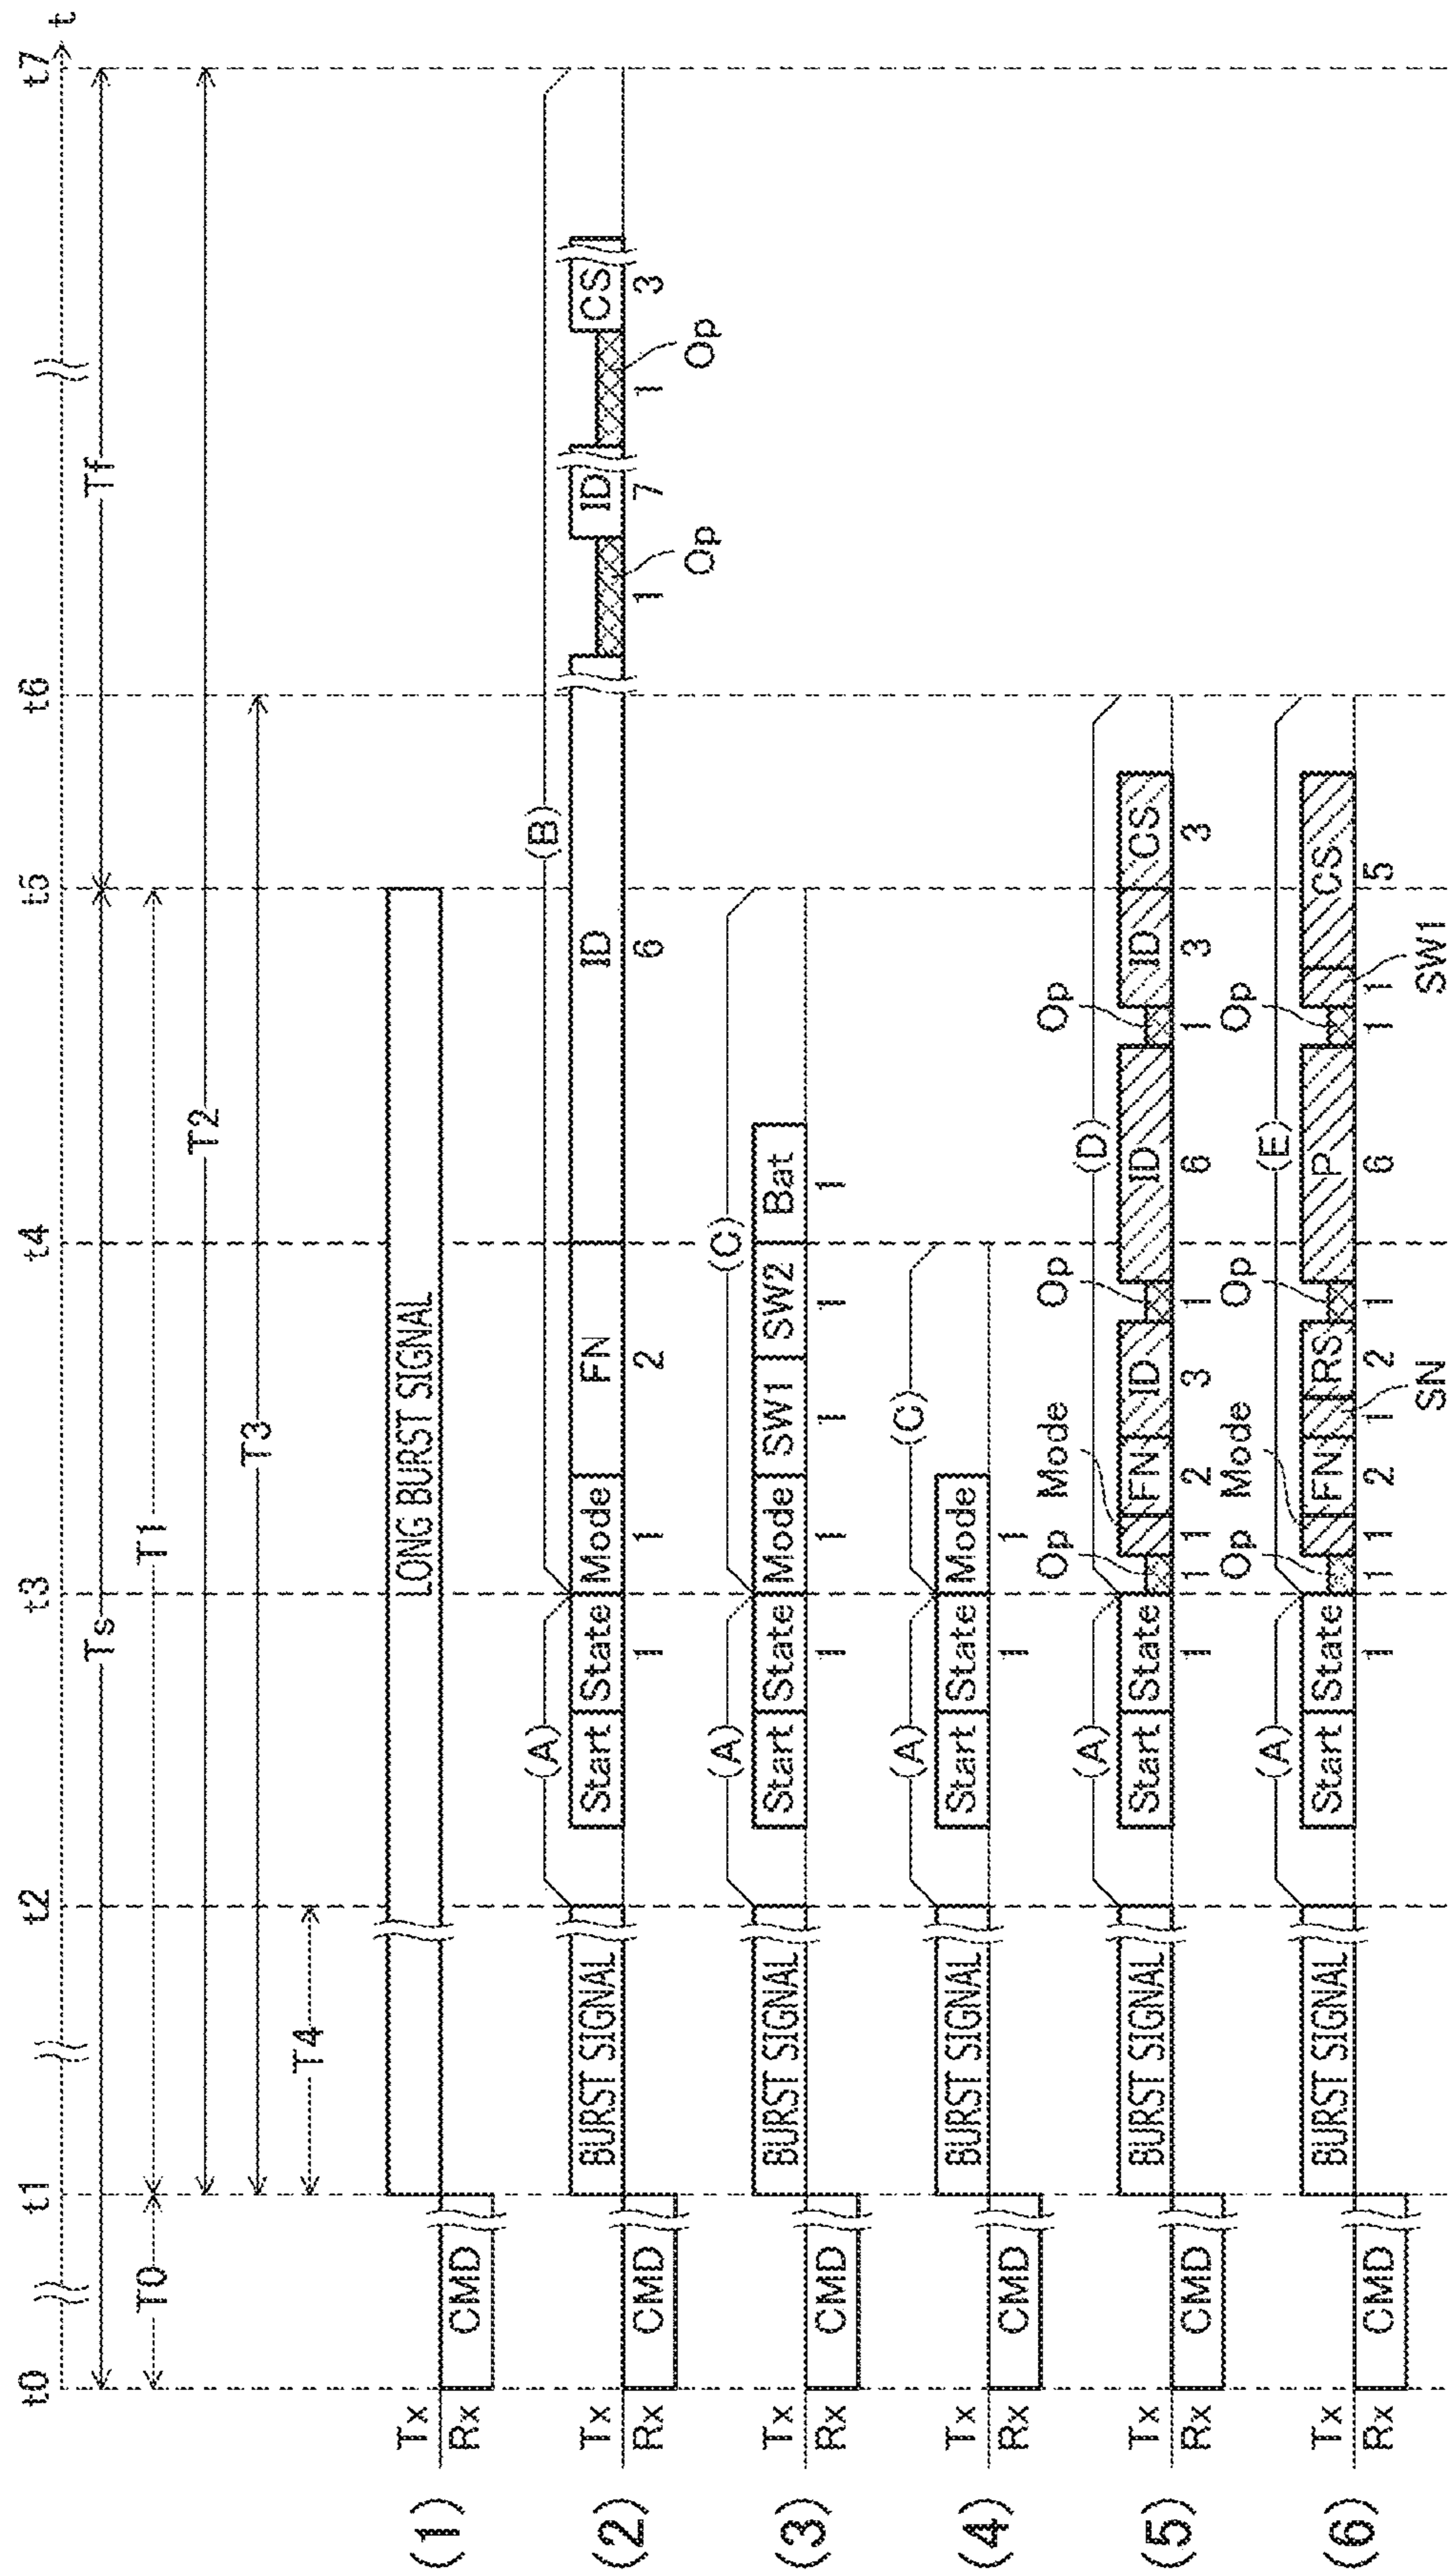 t0 t1 t2 t3 t4 t5 t6 t7 t
Ts Tf
T0 T1
T2
T3
T4
(1) Tx LONG BURST SIGNAL
Rx CMD
(A) (B)
(2) Tx BURST SIGNAL Start State Mode FN ID ID CS
Rx CMD 1 1 2 6 1 7 1 3
Op Op
(A) (C)
(3) Tx BURST SIGNAL Start State Mode SW1 SW2 Bat
Rx CMD 1 1 1 1 1
(A) (C)
(4) Tx BURST SIGNAL Start State Mode
Rx CMD 1 1
Op Mode Op Op
(A) (D)
(5) Tx BURST SIGNAL Start State FN ID ID ID CS
Rx CMD 1 1 1 2 3 1 6 1 3 3
Op Mode Op Op
(A) (E)
(6) Tx BURST SIGNAL Start State FN RS P CS
Rx CMD 1 1 1 2 1 2 1 6 1 1 5
SN SW1